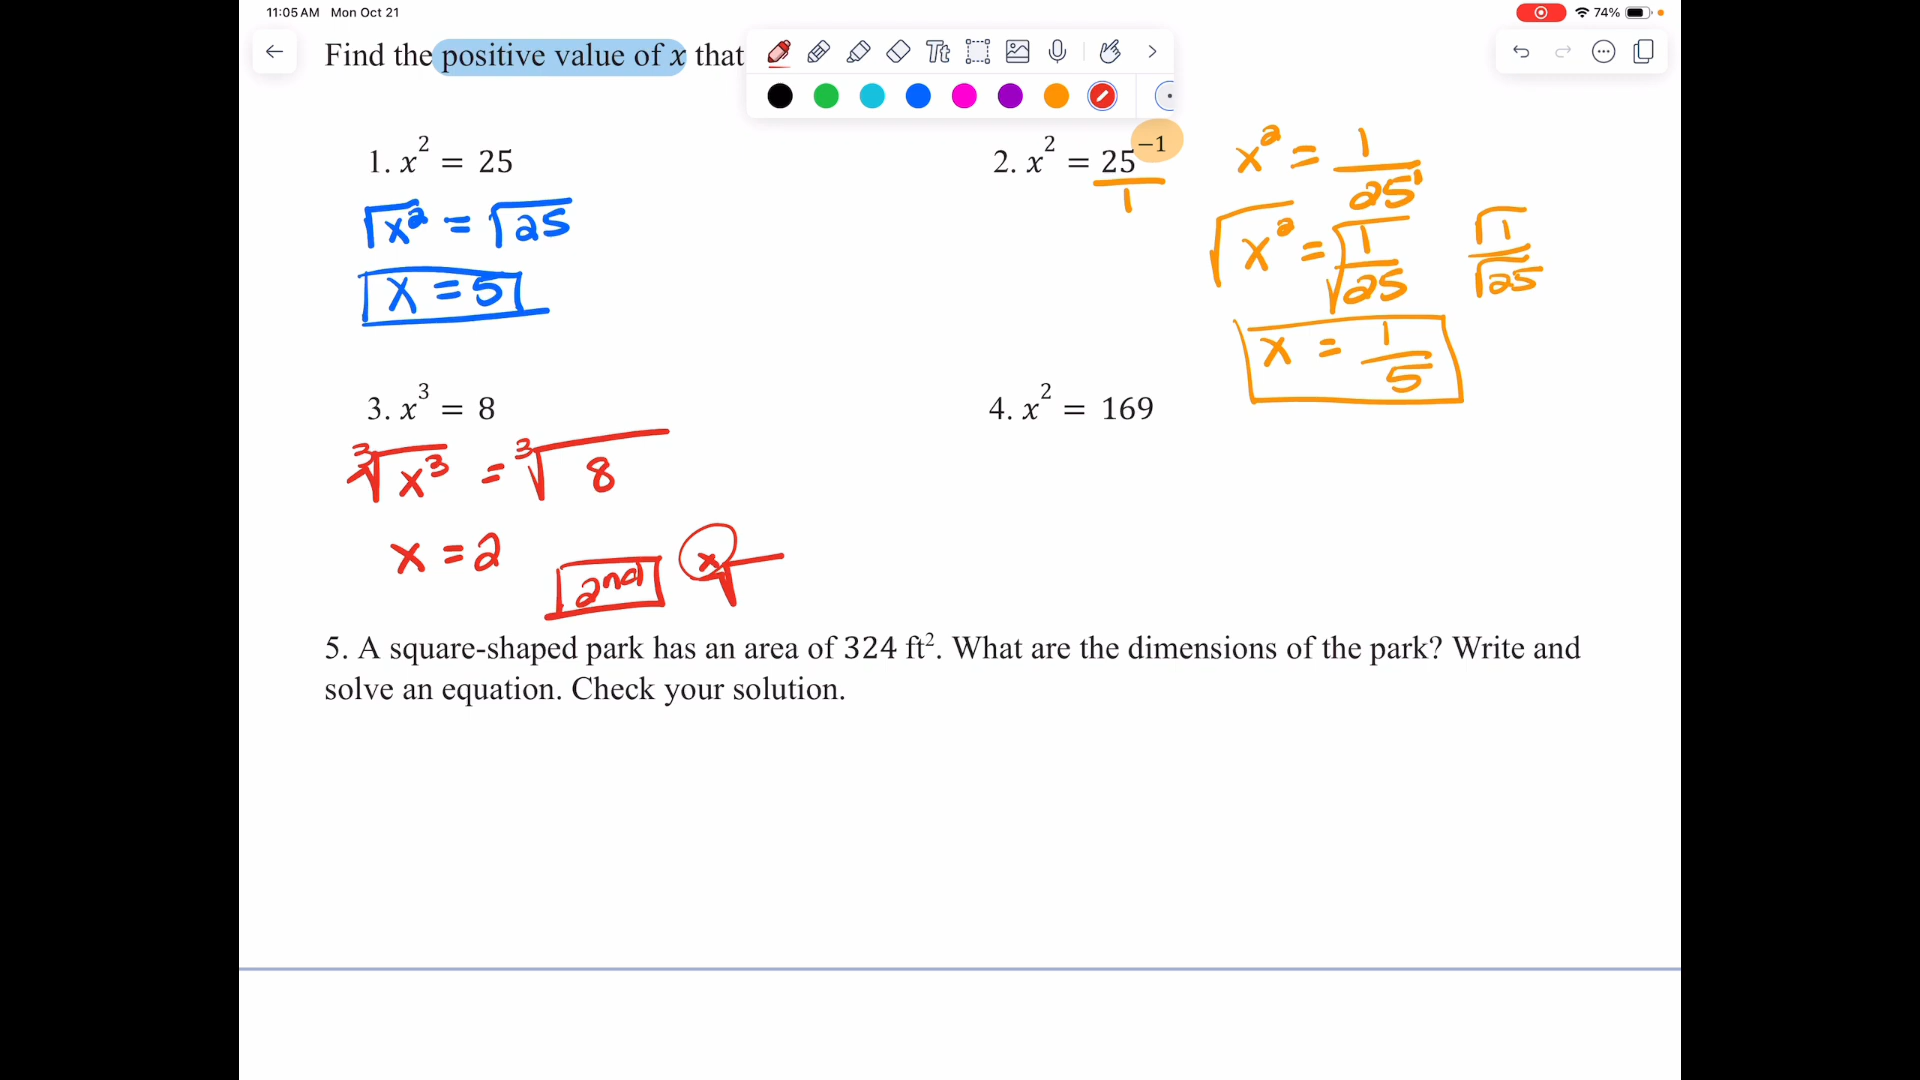 11:05 AM Mon Oct 21
74%
Find the positive value of x that
Tt
1. x² = 25
√x² = √25
x = 5
2. x² = 25⁻¹
1
x² = 1/25¹
√x² = √1/25
√1/√25
x = 1/5
3. x³ = 8
³√x³ = ³√8
x = 2
2nd ˣ√
4. x² = 169
5. A square-shaped park has an area of 324 ft². What are the dimensions of the park? Write and
solve an equation. Check your solution.